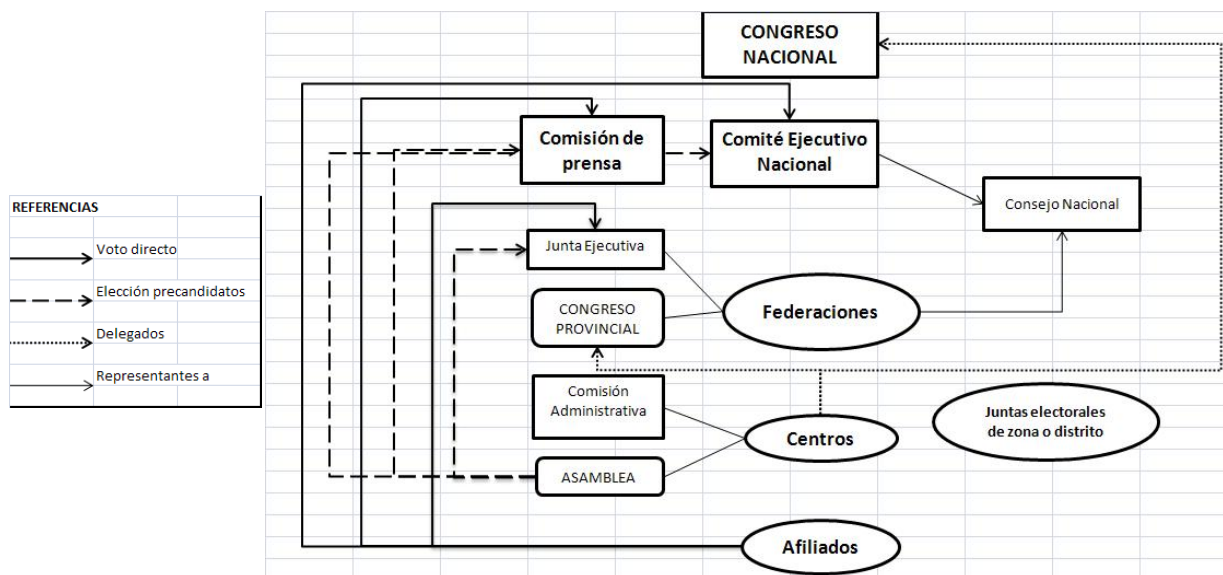 CONGRESO
NACIONAL
Comisión de
prensa
Comité Ejecutivo
Nacional
Consejo Nacional
REFERENCIAS
Voto directo
Elección precandidatos
Delegados
Representantes a
Junta Ejecutiva
CONGRESO
PROVINCIAL
Federaciones
Comisión
Administrativa
Centros
Juntas electorales
de zona o distrito
ASAMBLEA
Afiliados